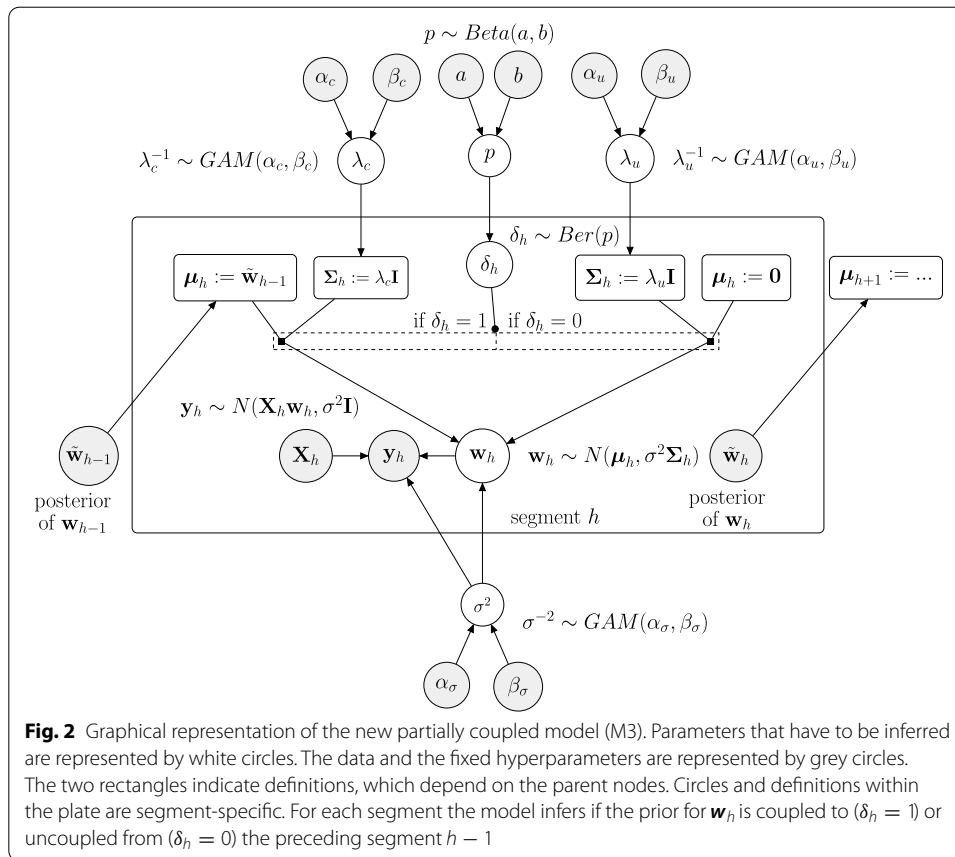 p ∼ Beta(a, b)
α_c β_c a b α_u β_u
λ_c^{-1} ∼ GAM(α_c, β_c) λ_c p λ_u λ_u^{-1} ∼ GAM(α_u, β_u)
δ_h ∼ Ber(p)
μ_h := w̃_{h−1} Σ_h := λ_c I δ_h Σ_h := λ_u I μ_h := 0 μ_{h+1} := ...
if δ_h = 1 if δ_h = 0
y_h ∼ N(X_h w_h, σ² I)
w̃_{h−1} X_h y_h w_h w_h ∼ N(μ_h, σ² Σ_h) w̃_h
posterior
of w_{h−1}
posterior
of w_h
segment h
σ²
σ^{−2} ∼ GAM(α_σ, β_σ)
α_σ β_σ
Fig. 2 Graphical representation of the new partially coupled model (M3). Parameters that have to be inferred
are represented by white circles. The data and the fixed hyperparameters are represented by grey circles.
The two rectangles indicate definitions, which depend on the parent nodes. Circles and definitions within
the plate are segment-specific. For each segment the model infers if the prior for w_h is coupled to (δ_h = 1) or
uncoupled from (δ_h = 0) the preceding segment h − 1